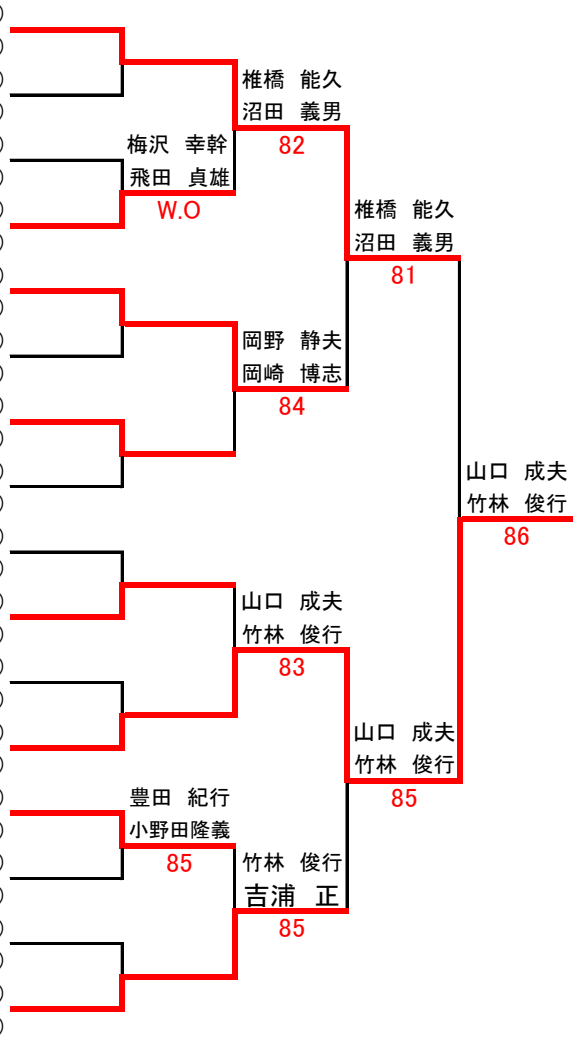 椎橋 能久
沼田 義男
82
梅沢 幸幹
飛田 貞雄
W.O
椎橋 能久
沼田 義男
81
岡野 静夫
岡崎 博志
84
山口 成夫
竹林 俊行
86
山口 成夫
竹林 俊行
83
山口 成夫
竹林 俊行
85
豊田 紀行
小野田隆義
85
竹林 俊行
吉浦 正
85